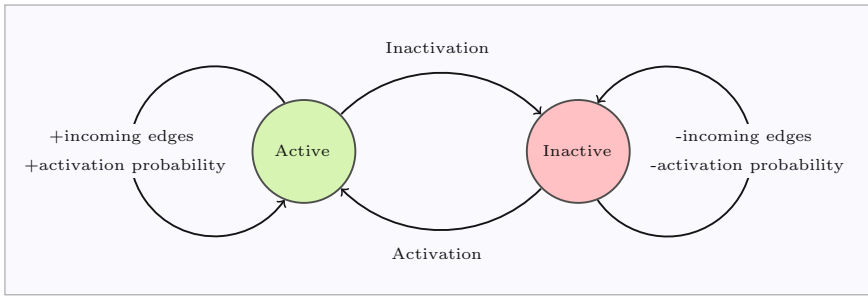 Inactivation
+incoming edges
+activation probability
Active
Inactive
-incoming edges
-activation probability
Activation